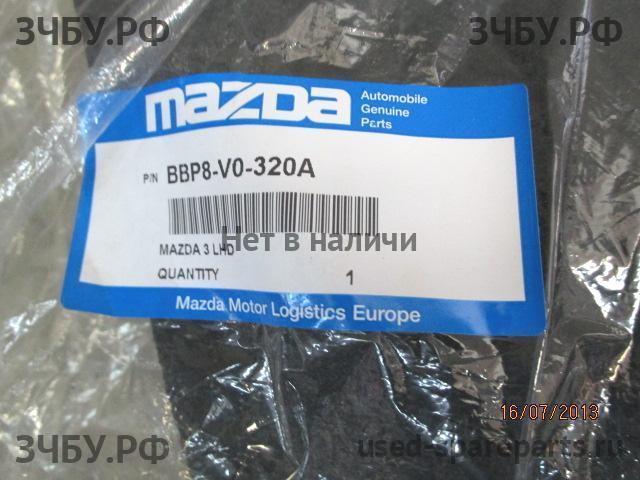 ЗЧБУ.РФ
ЗЧБУ.РФ
mazda
Automobile
Genuine
Parts
P/N BBP8-V0-320A
Нет в наличи
MAZDA 3 LHD
QUANTITY 1
Mazda Motor Logistics Europe
16/07/2013
ЗЧБУ.РФ
used-spareparts.ru